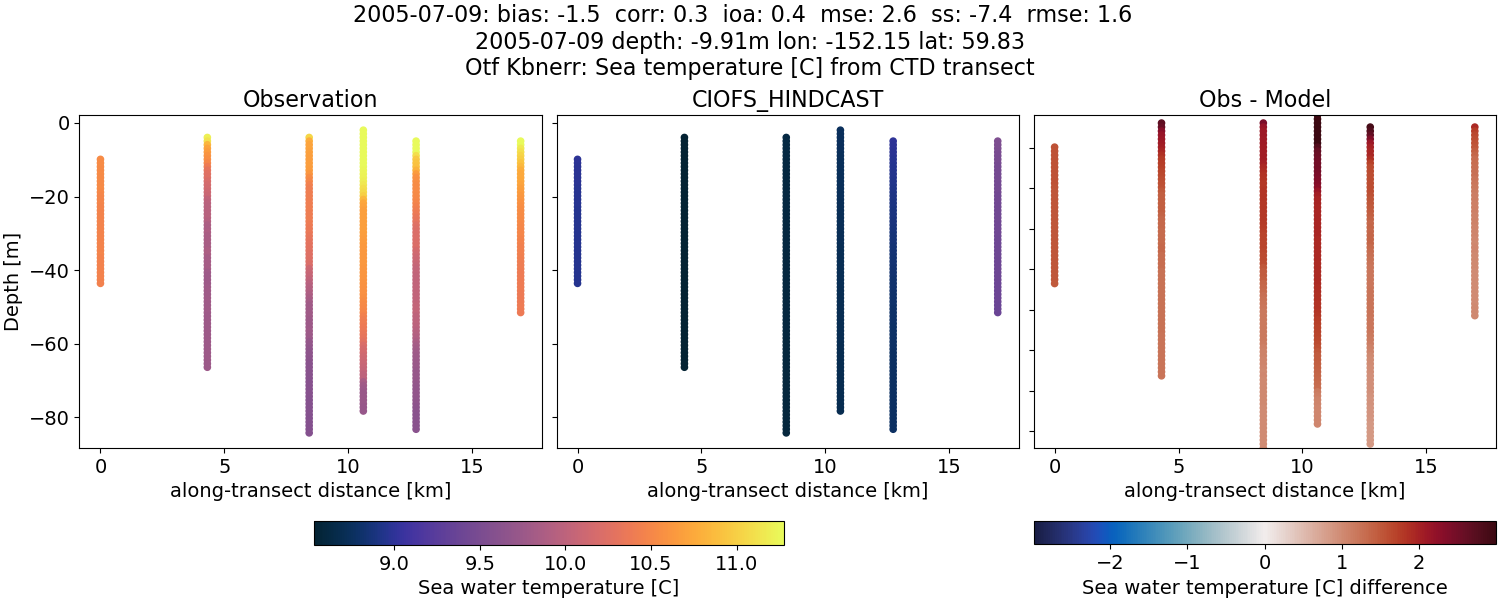 2005-07-09: bias: -1.5  corr: 0.3  ioa: 0.4  mse: 2.6  ss: -7.4  rmse: 1.6
2005-07-09 depth: -9.91m lon: -152.15 lat: 59.83
Otf Kbnerr: Sea temperature [C] from CTD transect
Observation
CIOFS_HINDCAST
Obs - Model
Depth [m]
0
−20
−40
−60
−80
0 5 10 15
0 5 10 15
0 5 10 15
along-transect distance [km]
along-transect distance [km]
along-transect distance [km]
9.0 9.5 10.0 10.5 11.0
Sea water temperature [C]
−2 −1 0 1 2
Sea water temperature [C] difference